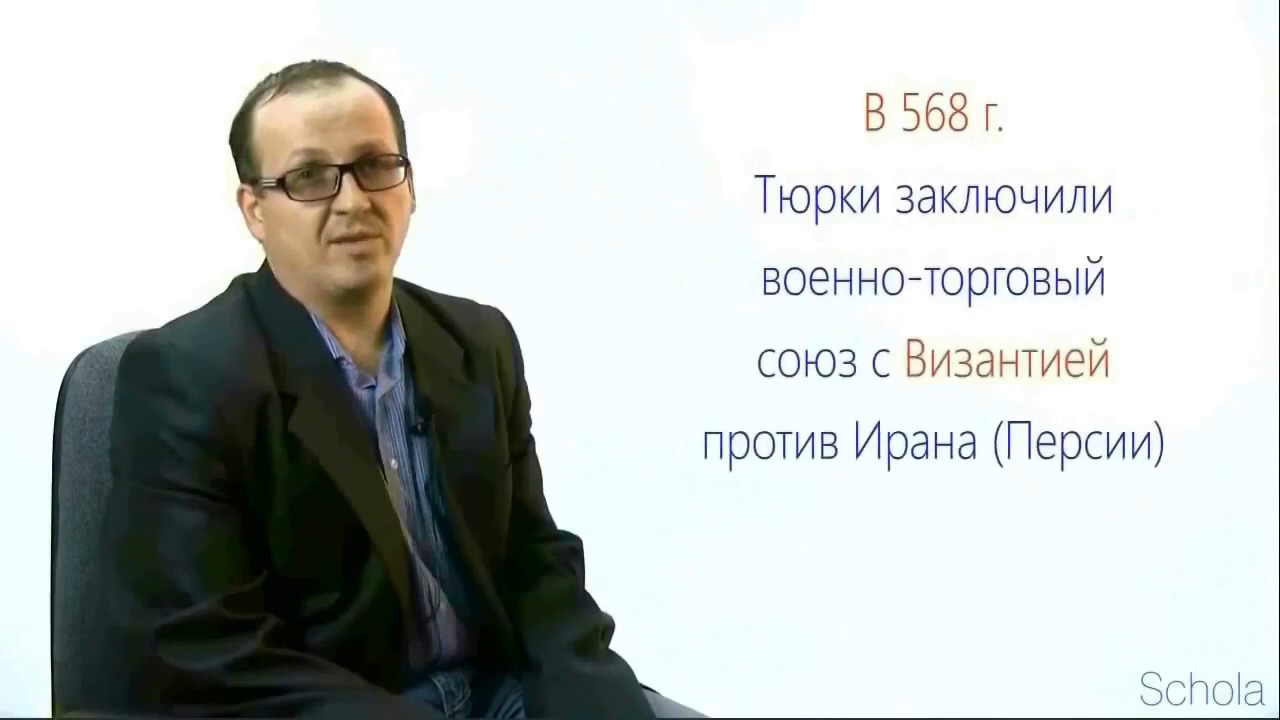 В 568 г.
Тюрки заключили
военно-торговый
союз с Византией
против Ирана (Персии)
Schola